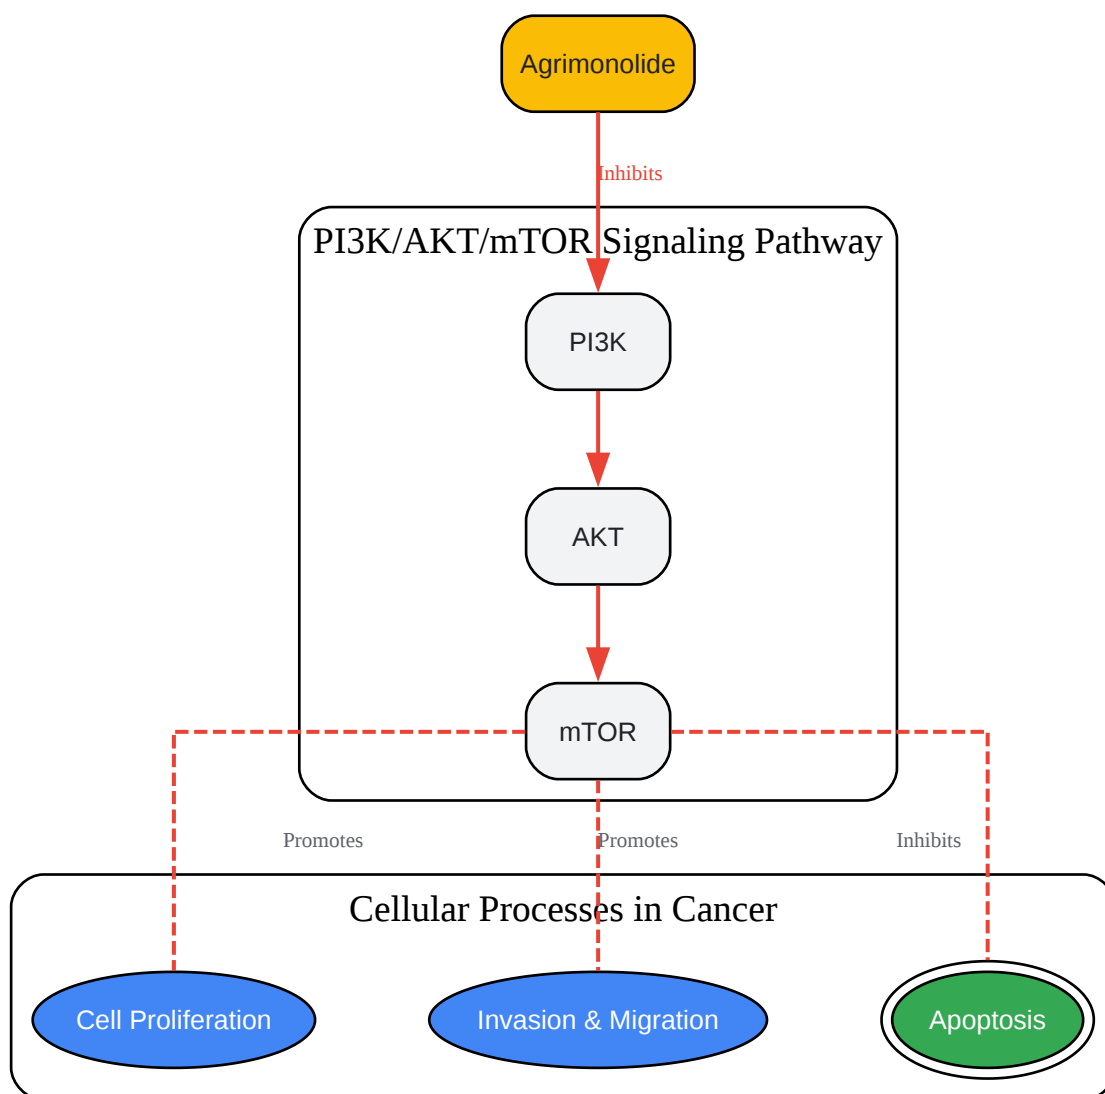 Agrimonolide
Inhibits
PI3K/AKT/mTOR Signaling Pathway
PI3K
AKT
mTOR
Promotes
Promotes
Inhibits
Cellular Processes in Cancer
Cell Proliferation
Invasion & Migration
Apoptosis